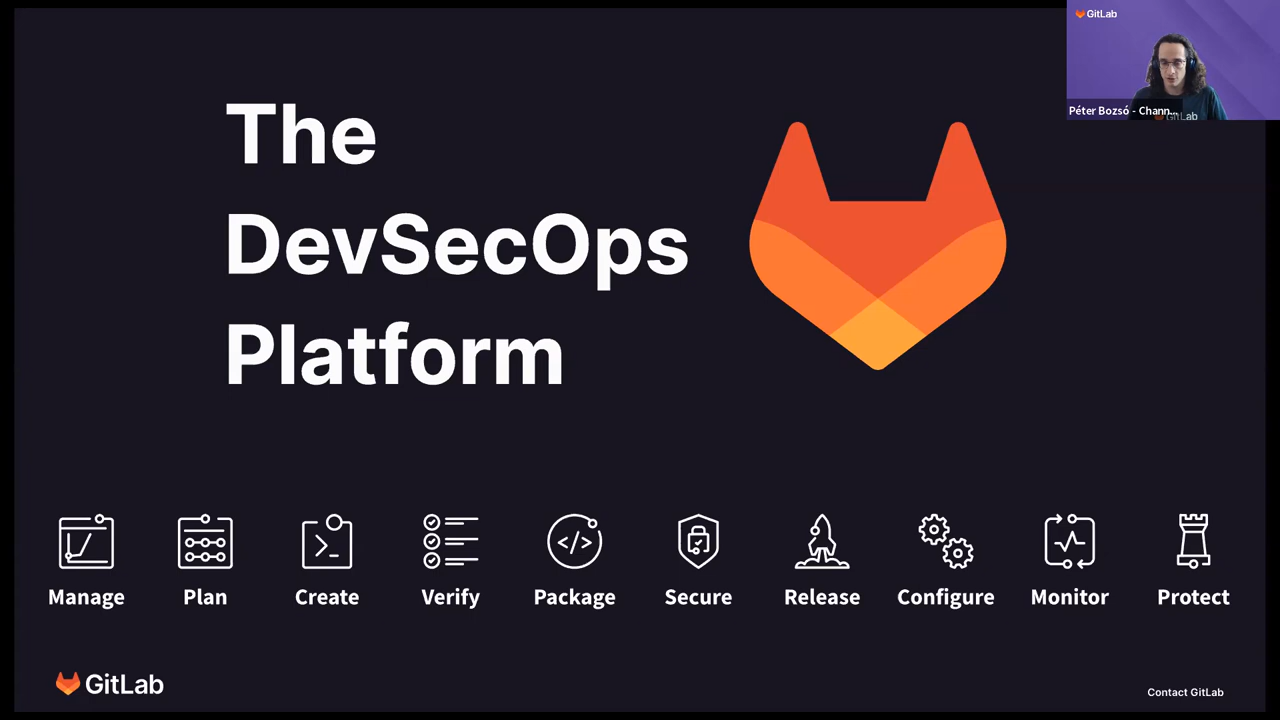 GitLab
Péter Bozsó - Chann...
GitLab
The
DevSecOps
Platform
Manage
Plan
Create
Verify
Package
Secure
Release
Configure
Monitor
Protect
GitLab
Contact GitLab